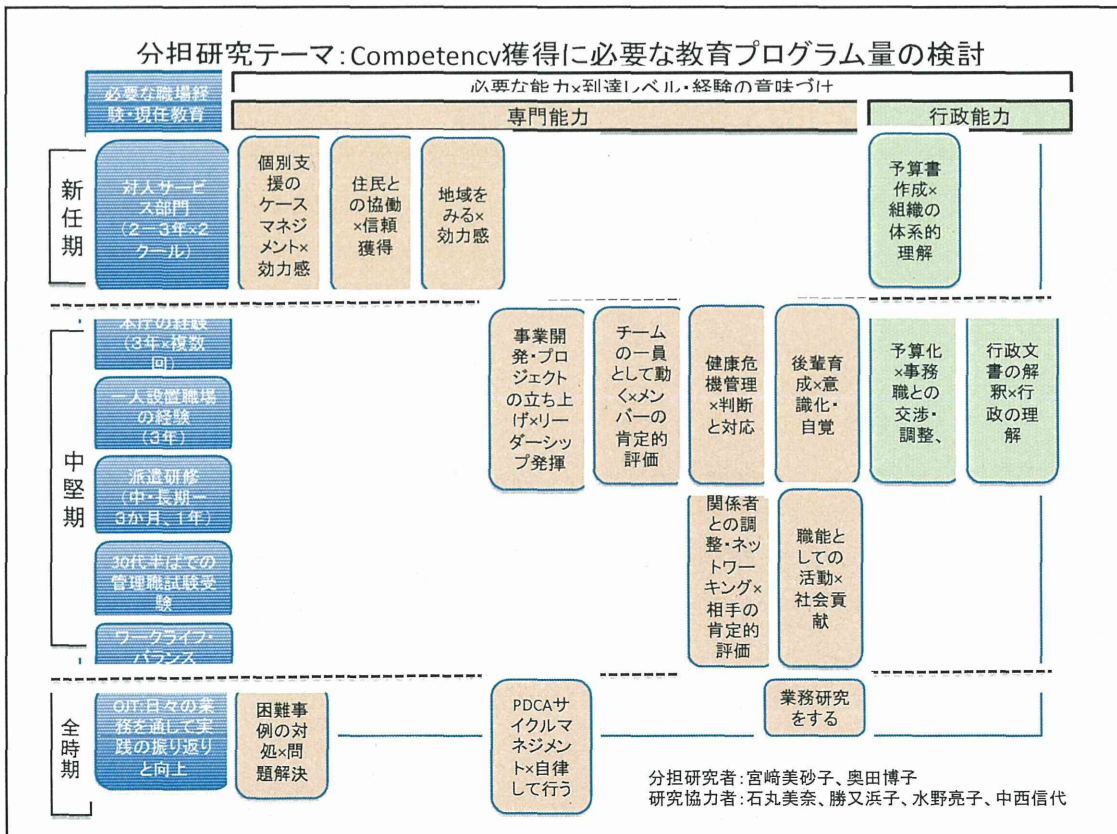 分担研究テーマ:Competency獲得に必要な教育プログラム量の検討
必要な職場経
験・現任教育
必要な能力×到達レベル・経験の意味づけ
専門能力
行政能力
新任期
対人サービ
ス部門
(2-3年×2
クール)
個別支
援の
ケース
マネジ
メント×
効力感
住民と
の協働
×信頼
獲得
地域を
みる×
効力感
予算書
作成×
組織の
体系的
理解
中堅期
本庁の経験
(3年×複数
回)
一人設置職場
の経験
(3年)
派遣研修
(中・長期ー
3か月、1年)
30代半ばでの
管理職試験受
験
ワークライフ・
バランス
事業開
発・プロ
ジェクト
の立ち上
げ×リー
ダーシッ
プ発揮
チーム
の一員
として動
く×メン
バーの
肯定的
評価
健康危
機管理
×判断
と対応
後輩育
成×意
識化・
自覚
予算化
×事務
職との
交渉・
調整、
行政文
書の解
釈×行
政の理
解
関係者
との調
整・ネッ
トワー
キング×
相手の
肯定的
評価
職能と
しての
活動×
社会貢
献
全時期
OJT:日々の業
務を通して実
践の振り返り
と向上
困難事
例の対
処×問
題解決
PDCAサ
イクルマ
ネジメン
ト×自律
して行う
業務研究
をする
分担研究者:宮﨑美砂子、奥田博子
研究協力者:石丸美奈、勝又浜子、水野亮子、中西信代